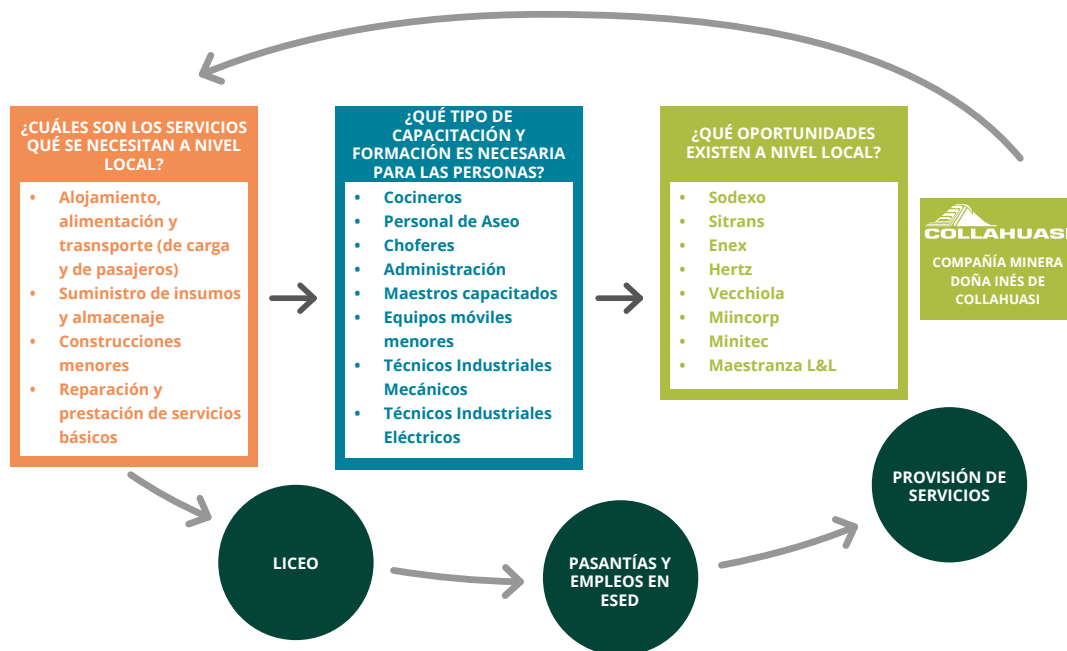 ¿CUÁLES SON LOS SERVICIOS
QUÉ SE NECESITAN A NIVEL
LOCAL?
• Alojamiento,
alimentación y
trasnsporte (de carga
y de pasajeros)
• Suministro de insumos
y almacenaje
• Construcciones
menores
• Reparación y
prestación de servicios
básicos
¿QUÉ TIPO DE
CAPACITACIÓN Y
FORMACIÓN ES NECESARIA
PARA LAS PERSONAS?
• Cocineros
• Personal de Aseo
• Choferes
• Administración
• Maestros capacitados
• Equipos móviles
menores
• Técnicos Industriales
Mecánicos
• Técnicos Industriales
Eléctricos
¿QUÉ OPORTUNIDADES
EXISTEN A NIVEL LOCAL?
• Sodexo
• Sitrans
• Enex
• Hertz
• Vecchiola
• Miincorp
• Minitec
• Maestranza L&L
COLLAHUASI
COMPAÑÍA MINERA
DOÑA INÉS DE
COLLAHUASI
LICEO
PASANTÍAS Y
EMPLEOS EN
ESED
PROVISIÓN DE
SERVICIOS